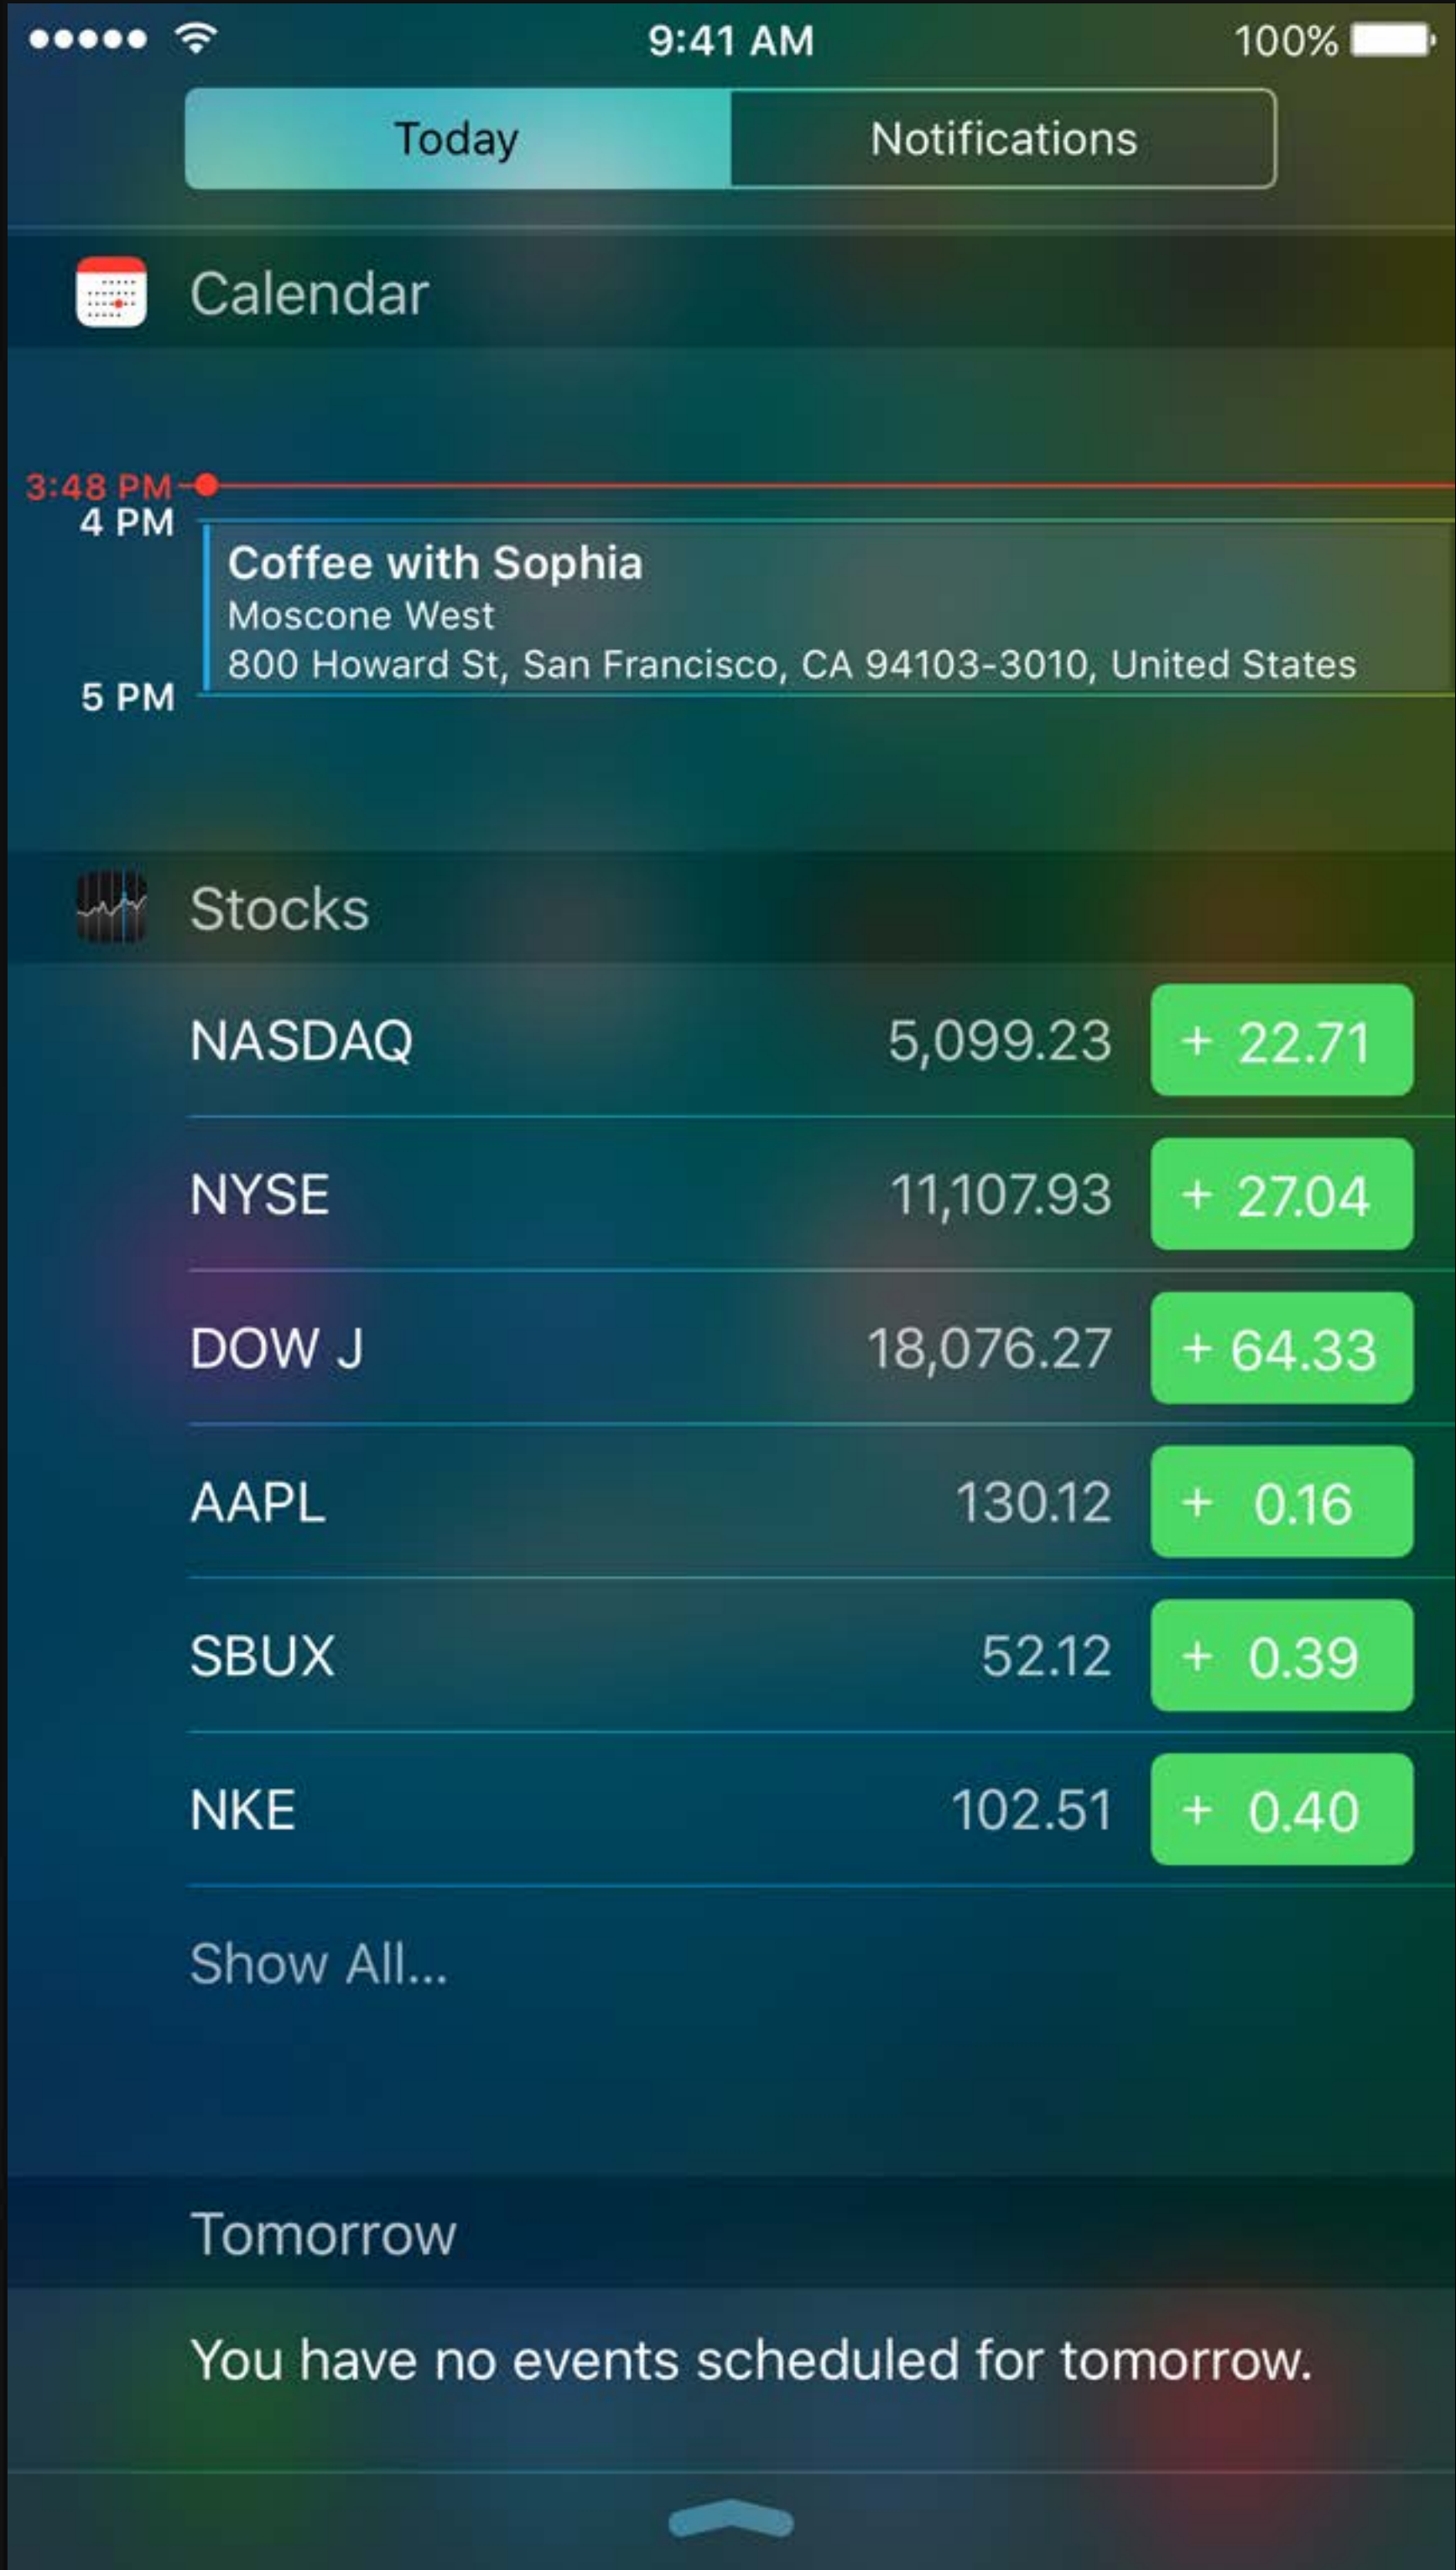 9:41 AM 100%
Today Notifications
Calendar
3:48 PM
4 PM
Coffee with Sophia
Moscone West
800 Howard St, San Francisco, CA 94103-3010, United States
5 PM
Stocks
NASDAQ 5,099.23 + 22.71
NYSE 11,107.93 + 27.04
DOW J 18,076.27 + 64.33
AAPL 130.12 + 0.16
SBUX 52.12 + 0.39
NKE 102.51 + 0.40
Show All...
Tomorrow
You have no events scheduled for tomorrow.